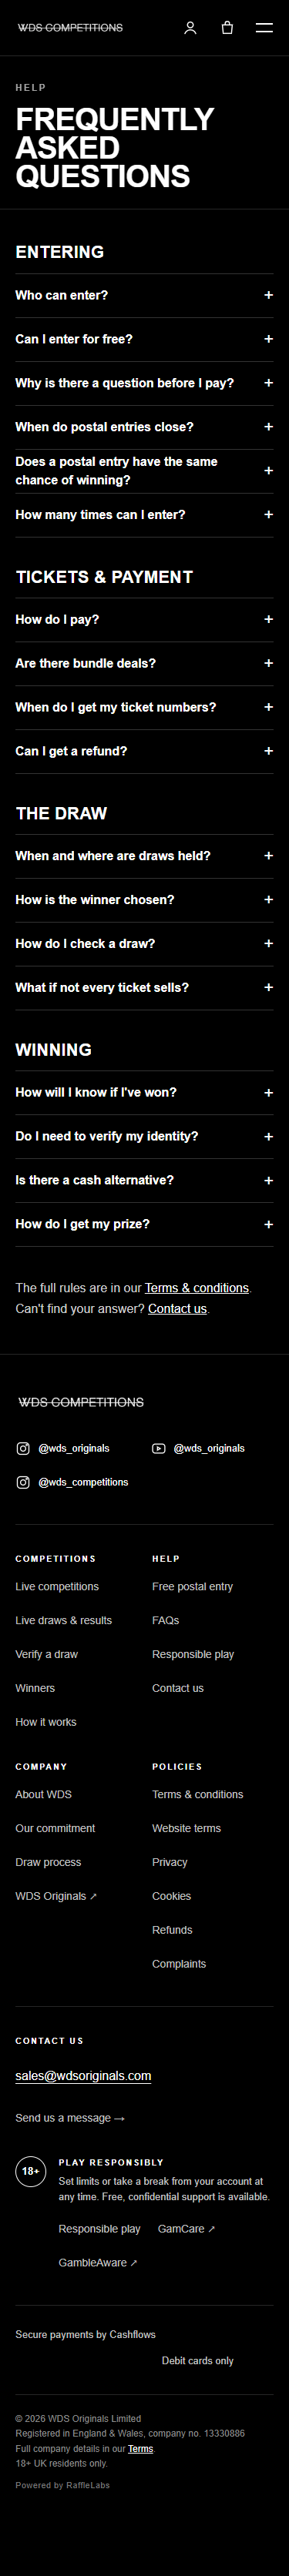 WDS COMPETITIONS
HELP
FREQUENTLY
ASKED
QUESTIONS
ENTERING
Who can enter? +
Can I enter for free? +
Why is there a question before I pay? +
When do postal entries close? +
Does a postal entry have the same
chance of winning? +
How many times can I enter? +
TICKETS & PAYMENT
How do I pay? +
Are there bundle deals? +
When do I get my ticket numbers? +
Can I get a refund? +
THE DRAW
When and where are draws held? +
How is the winner chosen? +
How do I check a draw? +
What if not every ticket sells? +
WINNING
How will I know if I've won? +
Do I need to verify my identity? +
Is there a cash alternative? +
How do I get my prize? +
The full rules are in our Terms & conditions.
Can't find your answer? Contact us.
WDS COMPETITIONS
@wds_originals @wds_originals
@wds_competitions
COMPETITIONS
Live competitions
Live draws & results
Verify a draw
Winners
How it works
HELP
Free postal entry
FAQs
Responsible play
Contact us
COMPANY
About WDS
Our commitment
Draw process
WDS Originals ↗
POLICIES
Terms & conditions
Website terms
Privacy
Cookies
Refunds
Complaints
CONTACT US
sales@wdsoriginals.com
Send us a message →
18+
PLAY RESPONSIBLY
Set limits or take a break from your account at
any time. Free, confidential support is available.
Responsible play GamCare ↗
GambleAware ↗
Secure payments by Cashflows
Debit cards only
© 2026 WDS Originals Limited
Registered in England & Wales, company no. 13330886
Full company details in our Terms.
18+ UK residents only.
Powered by RaffleLabs